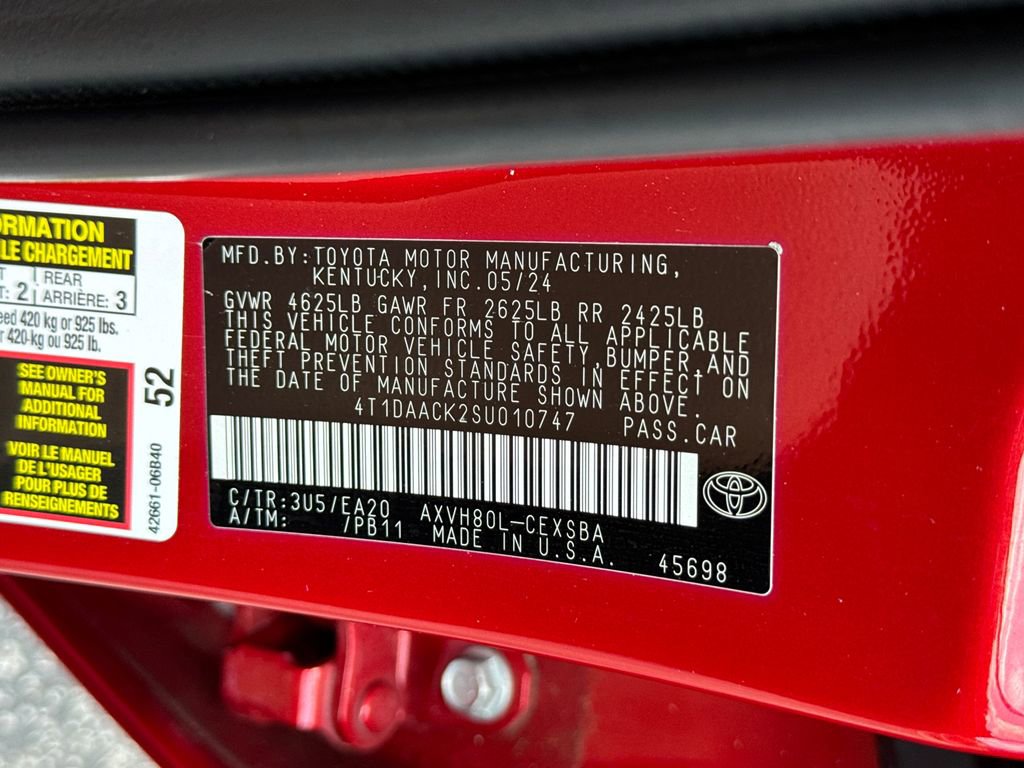 LE CHARGEMENT
REAR
2 ARRIÈRE: 3
420 kg or 925 lbs.
420 kg ou 925 lb.
SEE OWNER'S
MANUAL FOR
ADDITIONAL
INFORMATION
VOIR LE MANUEL
DE L'USAGER
POUR PLUS DE
RENSEIGNEMENTS
52
42661-06B40
MFD.BY:TOYOTA MOTOR MANUFACTURING,
KENTUCKY,INC.05/24
GVWR 4625LB GAWR FR 2625LB RR 2425LB
THIS VEHICLE CONFORMS TO ALL APPLICABLE
FEDERAL MOTOR VEHICLE SAFETY,BUMPER,AND
THEFT PREVENTION STANDARDS IN EFFECT ON
THE DATE OF MANUFACTURE SHOWN ABOVE.
4T1DAACK2SU010747 PASS.CAR
C/TR:3U5/EA20 AXVH80L-CEXSBA
A/TM: /PB11 MADE IN U.S.A. 45698